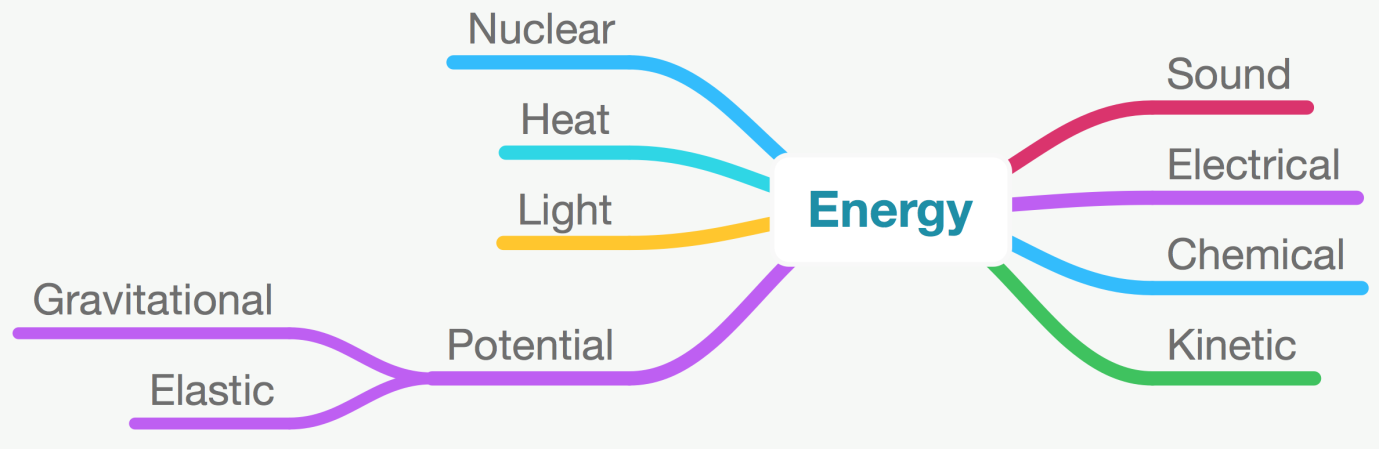 Nuclear
Heat
Light
Potential
Gravitational
Elastic
Energy
Sound
Electrical
Chemical
Kinetic